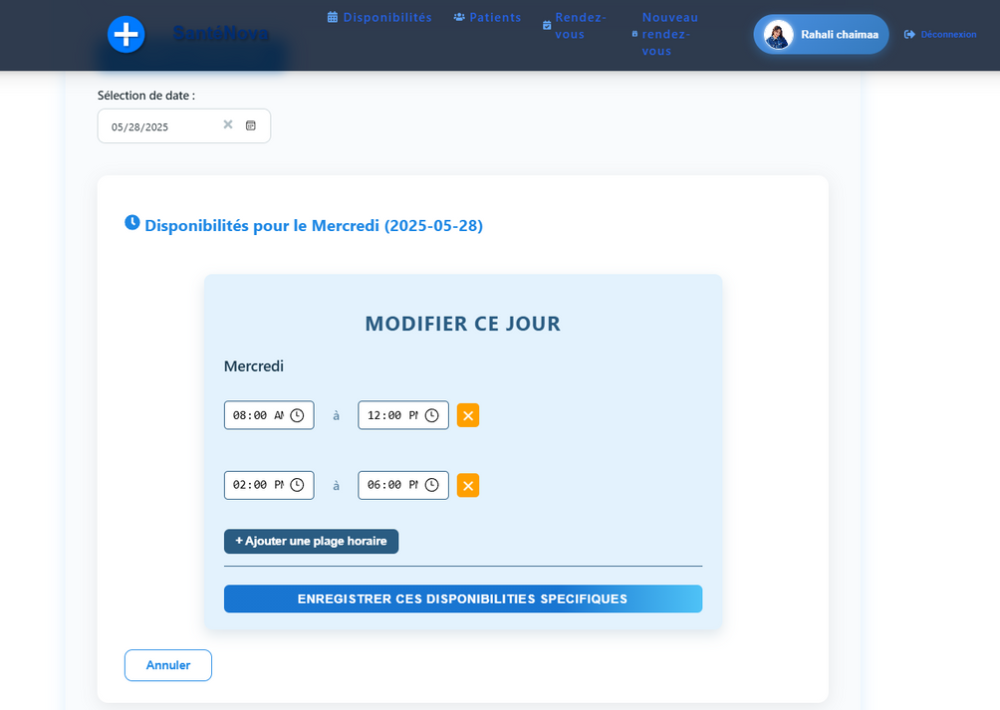 SantéNova
Disponibilités
Patients
Rendez-
vous
Nouveau
rendez-
vous
Rahali chaimaa
Déconnexion
Sélection de date :
05/28/2025
Disponibilités pour le Mercredi (2025-05-28)
MODIFIER CE JOUR
Mercredi
08:00 AM à 12:00 PM
02:00 PM à 06:00 PM
+ Ajouter une plage horaire
ENREGISTRER CES DISPONIBILITIES SPECIFIQUES
Annuler